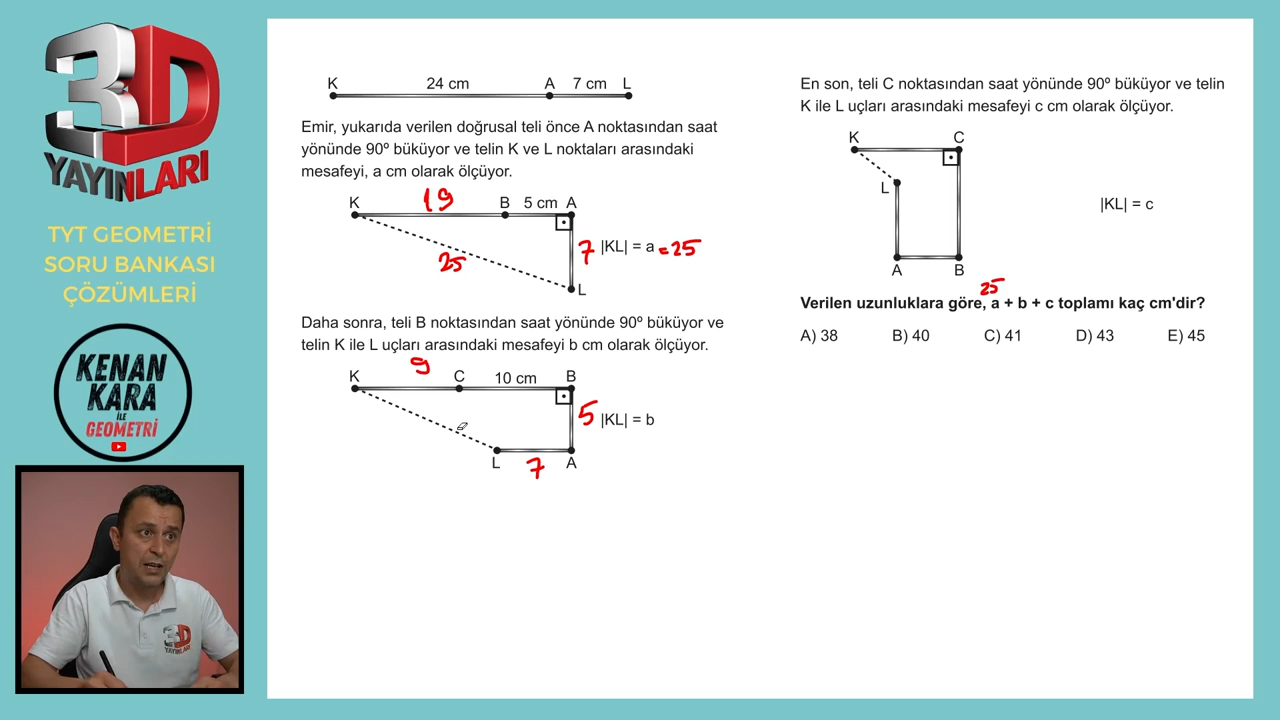 3D
YAYINLARI
TYT GEOMETRİ
SORU BANKASI
ÇÖZÜMLERİ
KENAN
KARA
İLE
GEOMETRİ
3D
YAYINLARI
K 24 cm A 7 cm L
Emir, yukarıda verilen doğrusal teli önce A noktasından saat
yönünde 90º büküyor ve telin K ve L noktaları arasındaki
mesafeyi, a cm olarak ölçüyor.
19
K B 5 cm A
7 |KL| = a = 25
25
L
Daha sonra, teli B noktasından saat yönünde 90º büküyor ve
telin K ile L uçları arasındaki mesafeyi b cm olarak ölçüyor.
9
K C 10 cm B
5 |KL| = b
L 7 A
En son, teli C noktasından saat yönünde 90º büküyor ve telin
K ile L uçları arasındaki mesafeyi c cm olarak ölçüyor.
K C
L
|KL| = c
A B
25
Verilen uzunluklara göre, a + b + c toplamı kaç cm'dir?
A) 38 B) 40 C) 41 D) 43 E) 45